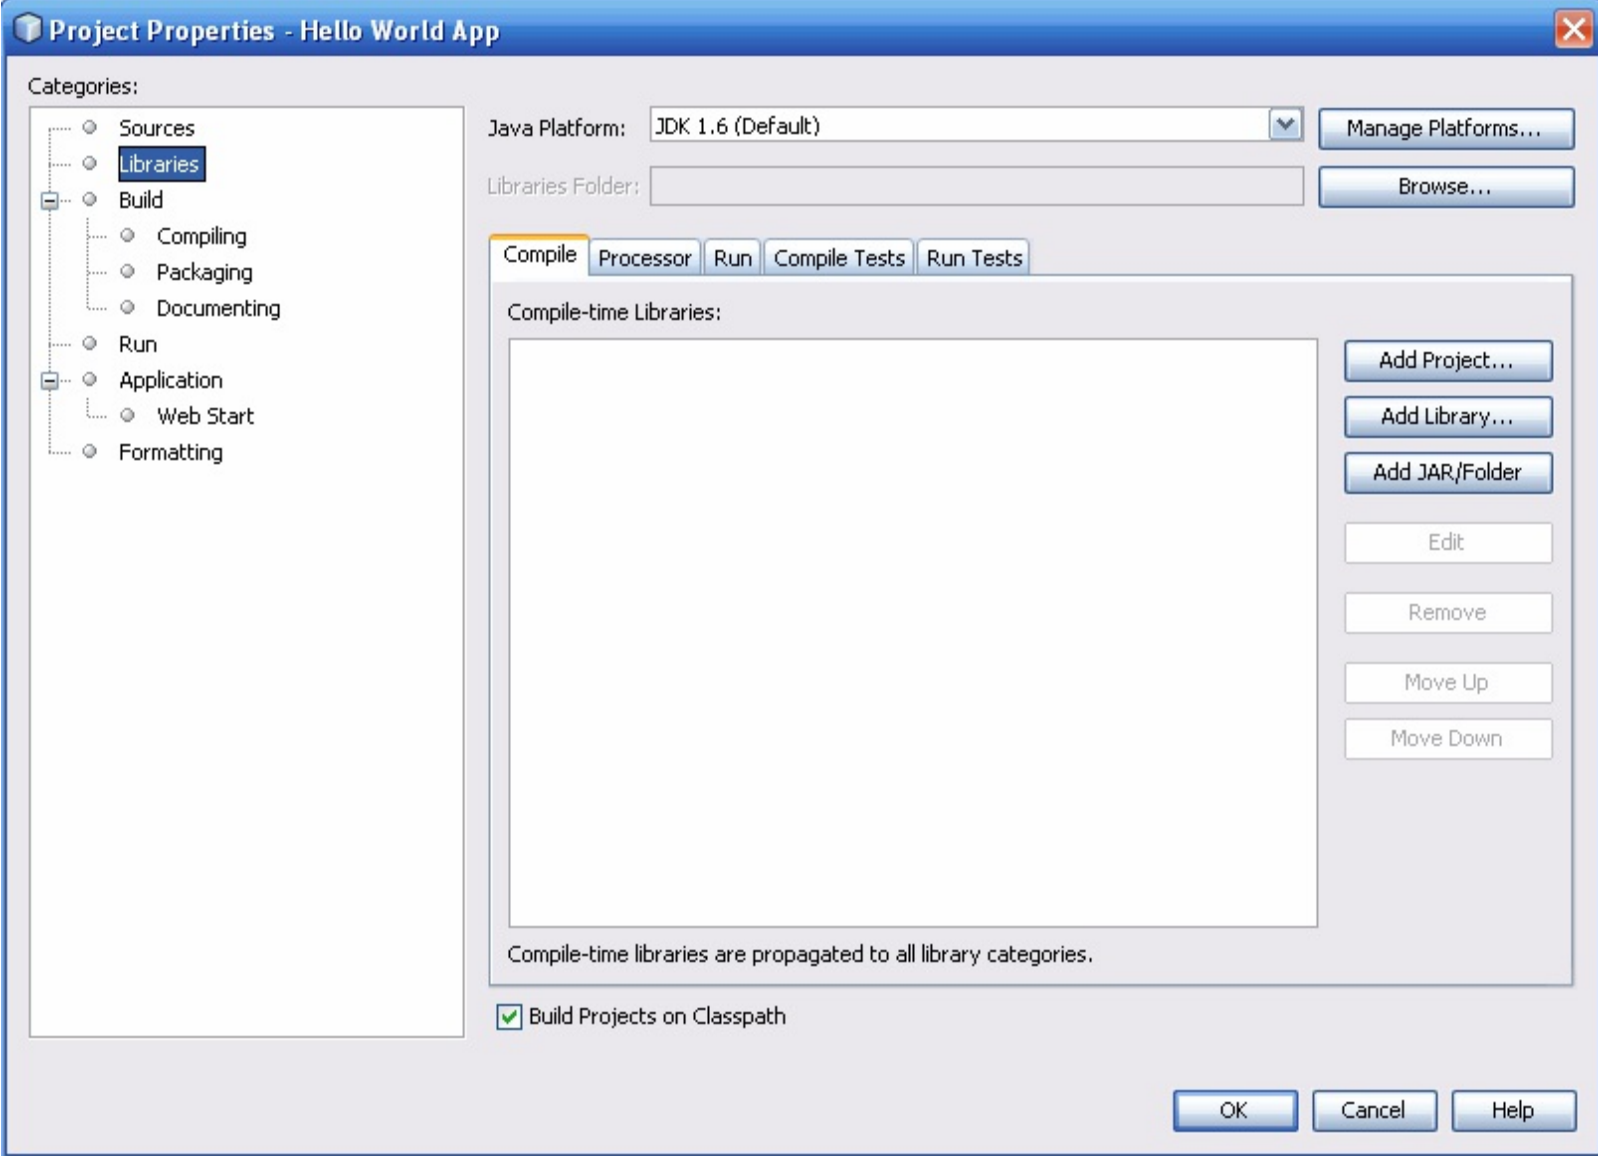 Project Properties - Hello World App
Categories:
Sources
Libraries
Build
Compiling
Packaging
Documenting
Run
Application
Web Start
Formatting
Java Platform: JDK 1.6 (Default) Manage Platforms...
Libraries Folder: Browse...
Compile Processor Run Compile Tests Run Tests
Compile-time Libraries:
Add Project...
Add Library...
Add JAR/Folder
Edit
Remove
Move Up
Move Down
Compile-time libraries are propagated to all library categories.
Build Projects on Classpath
OK Cancel Help